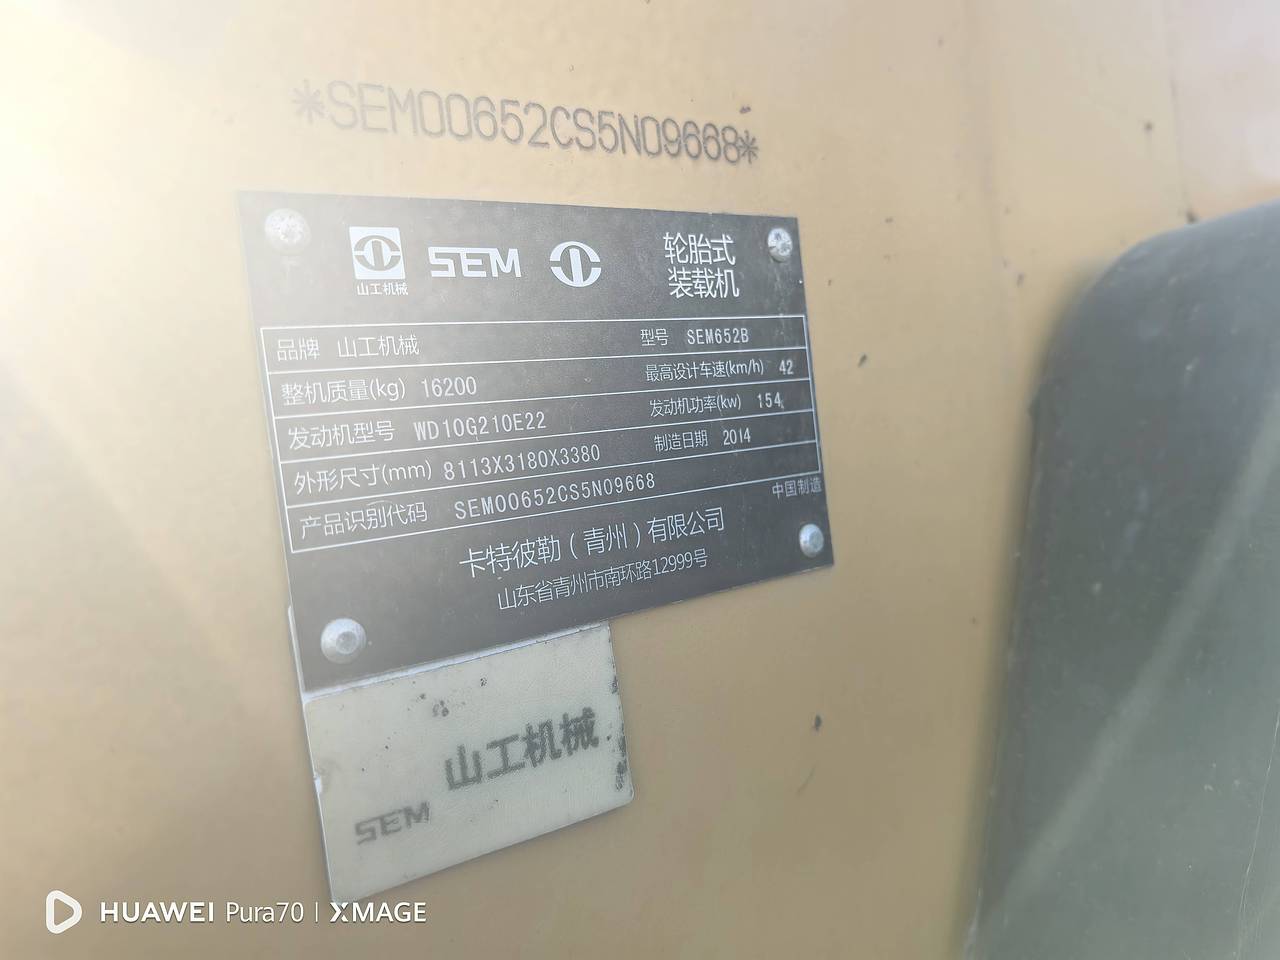 *SEM00652CS5N09668*
山工机械 SEM 轮胎式
装载机
品牌 山工机械 型号 SEM652B
整机质量(kg) 16200 最高设计车速(km/h) 42
发动机型号 WD10G210E22 发动机功率(kw) 154
外形尺寸(mm) 8113X3180X3380 制造日期 2014
产品识别代码 SEM00652CS5N09668 中国制造
卡特彼勒（青州）有限公司
山东省青州市南环路12999号
SEM 山工机械
HUAWEI Pura70 | XMAGE